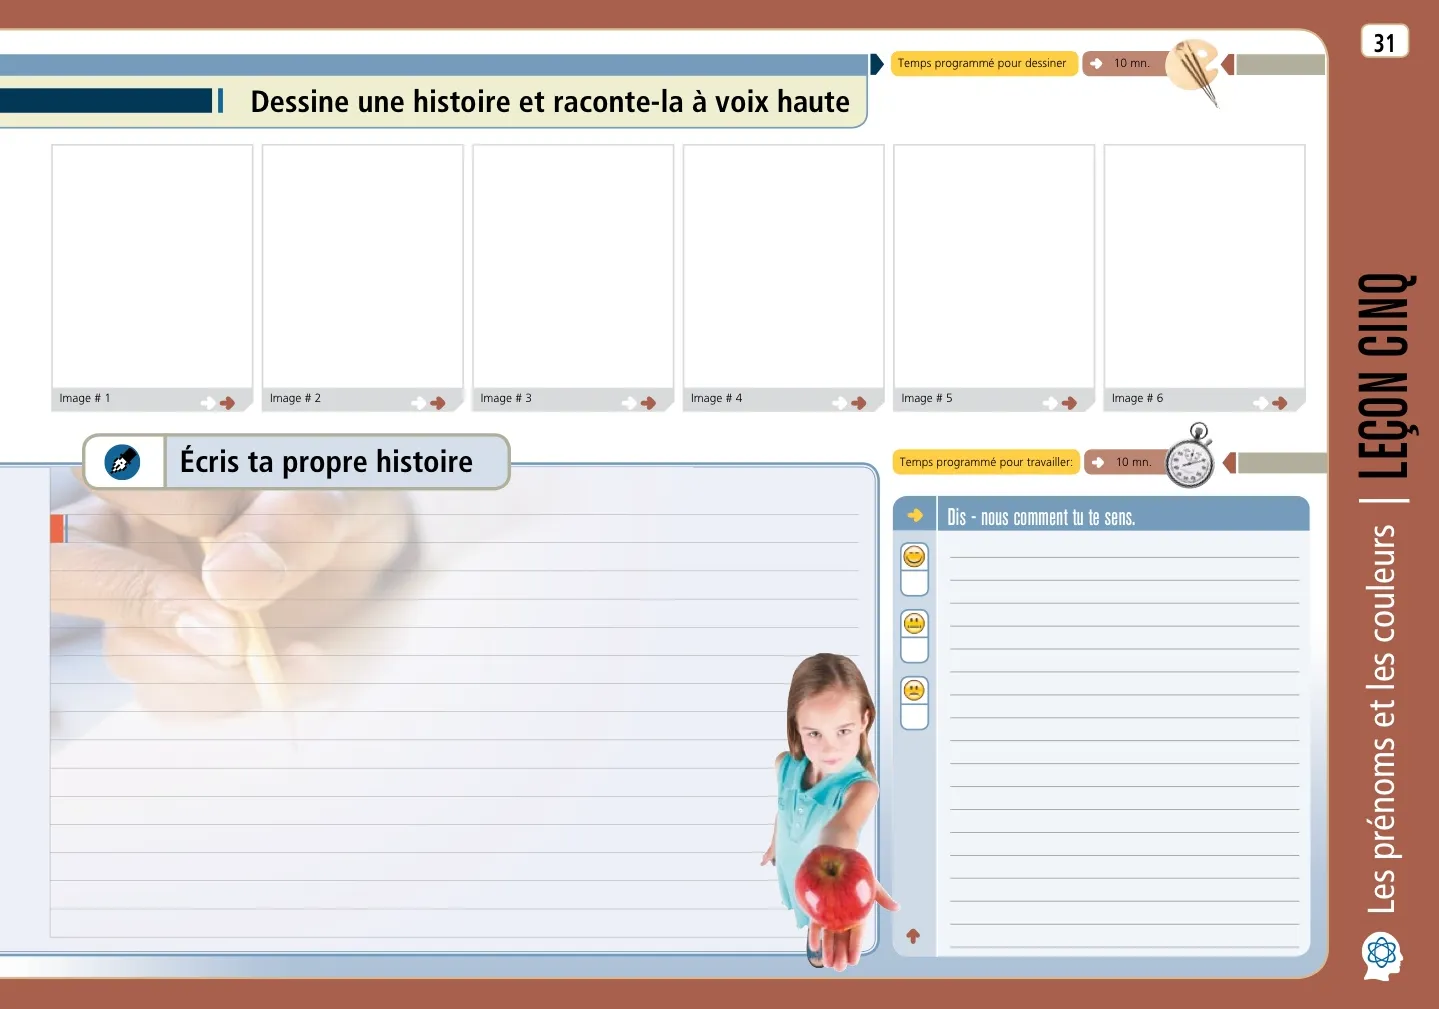 31
Temps programmé pour dessiner
10 mn.
Dessine une histoire et raconte-la à voix haute
Image # 1
Image # 2
Image # 3
Image # 4
Image # 5
Image # 6
Écris ta propre histoire
Temps programmé pour travailler:
10 mn.
Dis - nous comment tu te sens.
Les prénoms et les couleurs | LEÇON CINQ